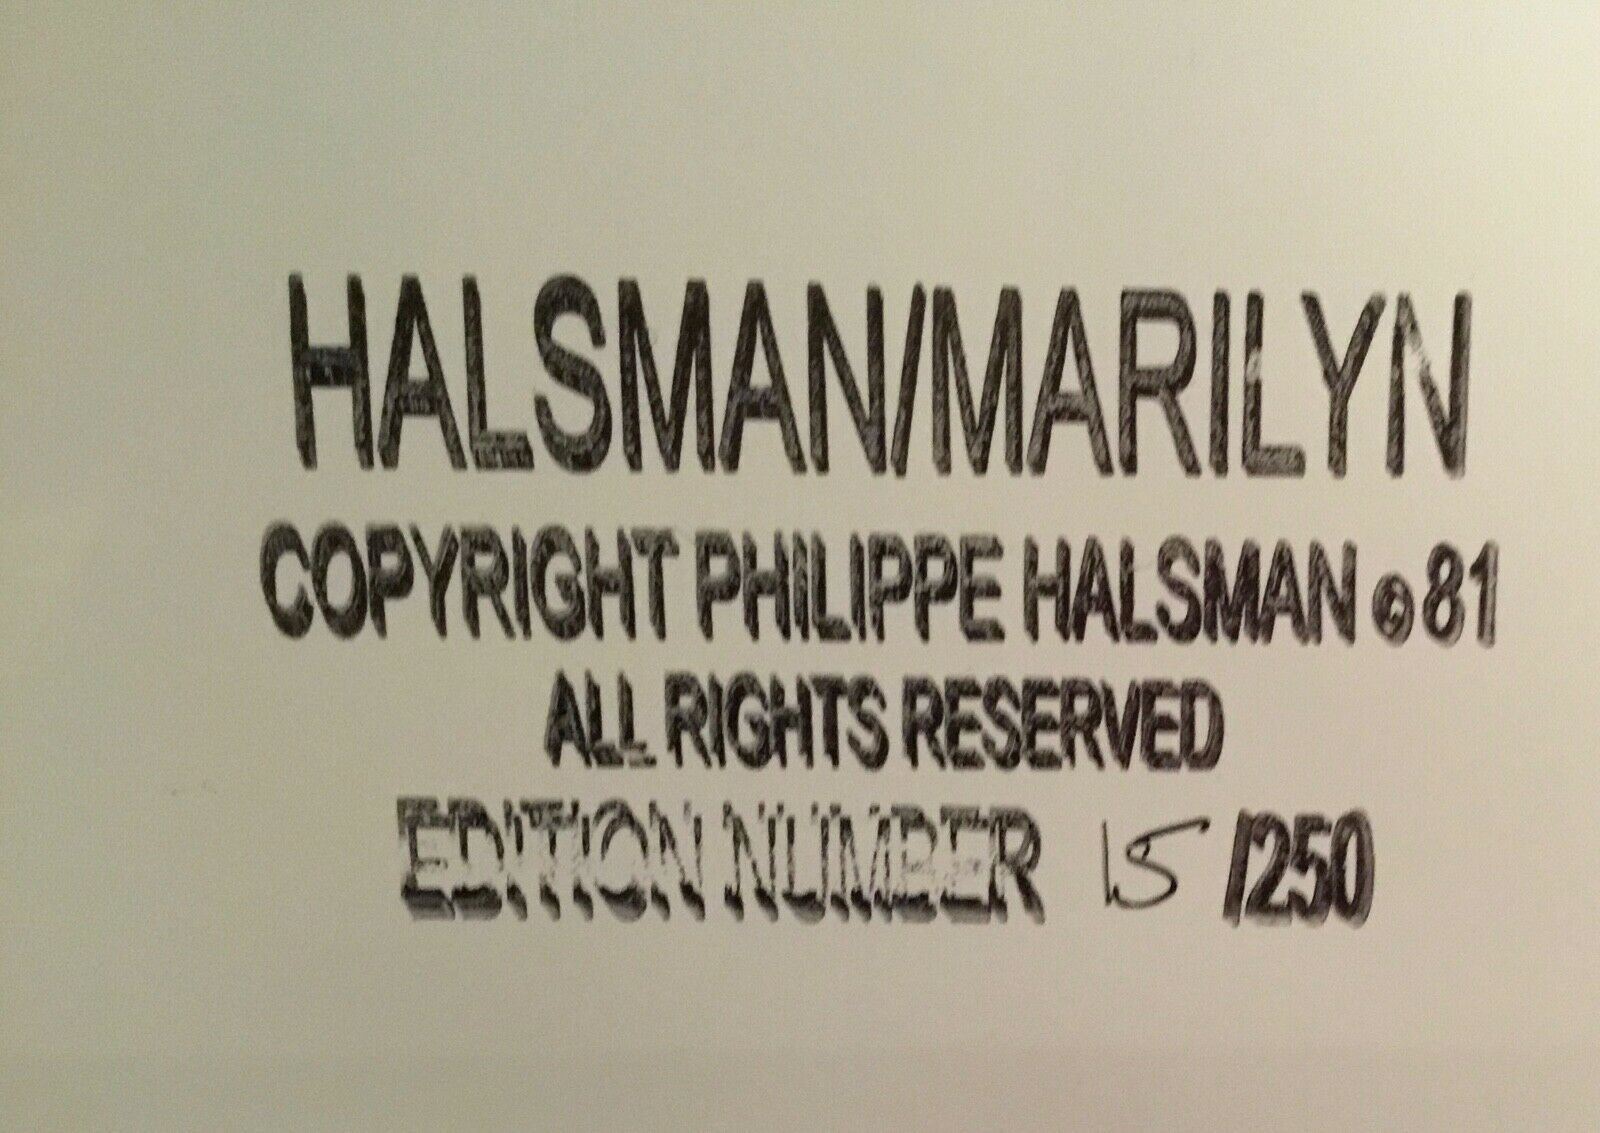 HALSMAN/MARILYN
COPYRIGHT PHILIPPE HALSMAN ©81
ALL RIGHTS RESERVED
EDITION NUMBER 15 /250